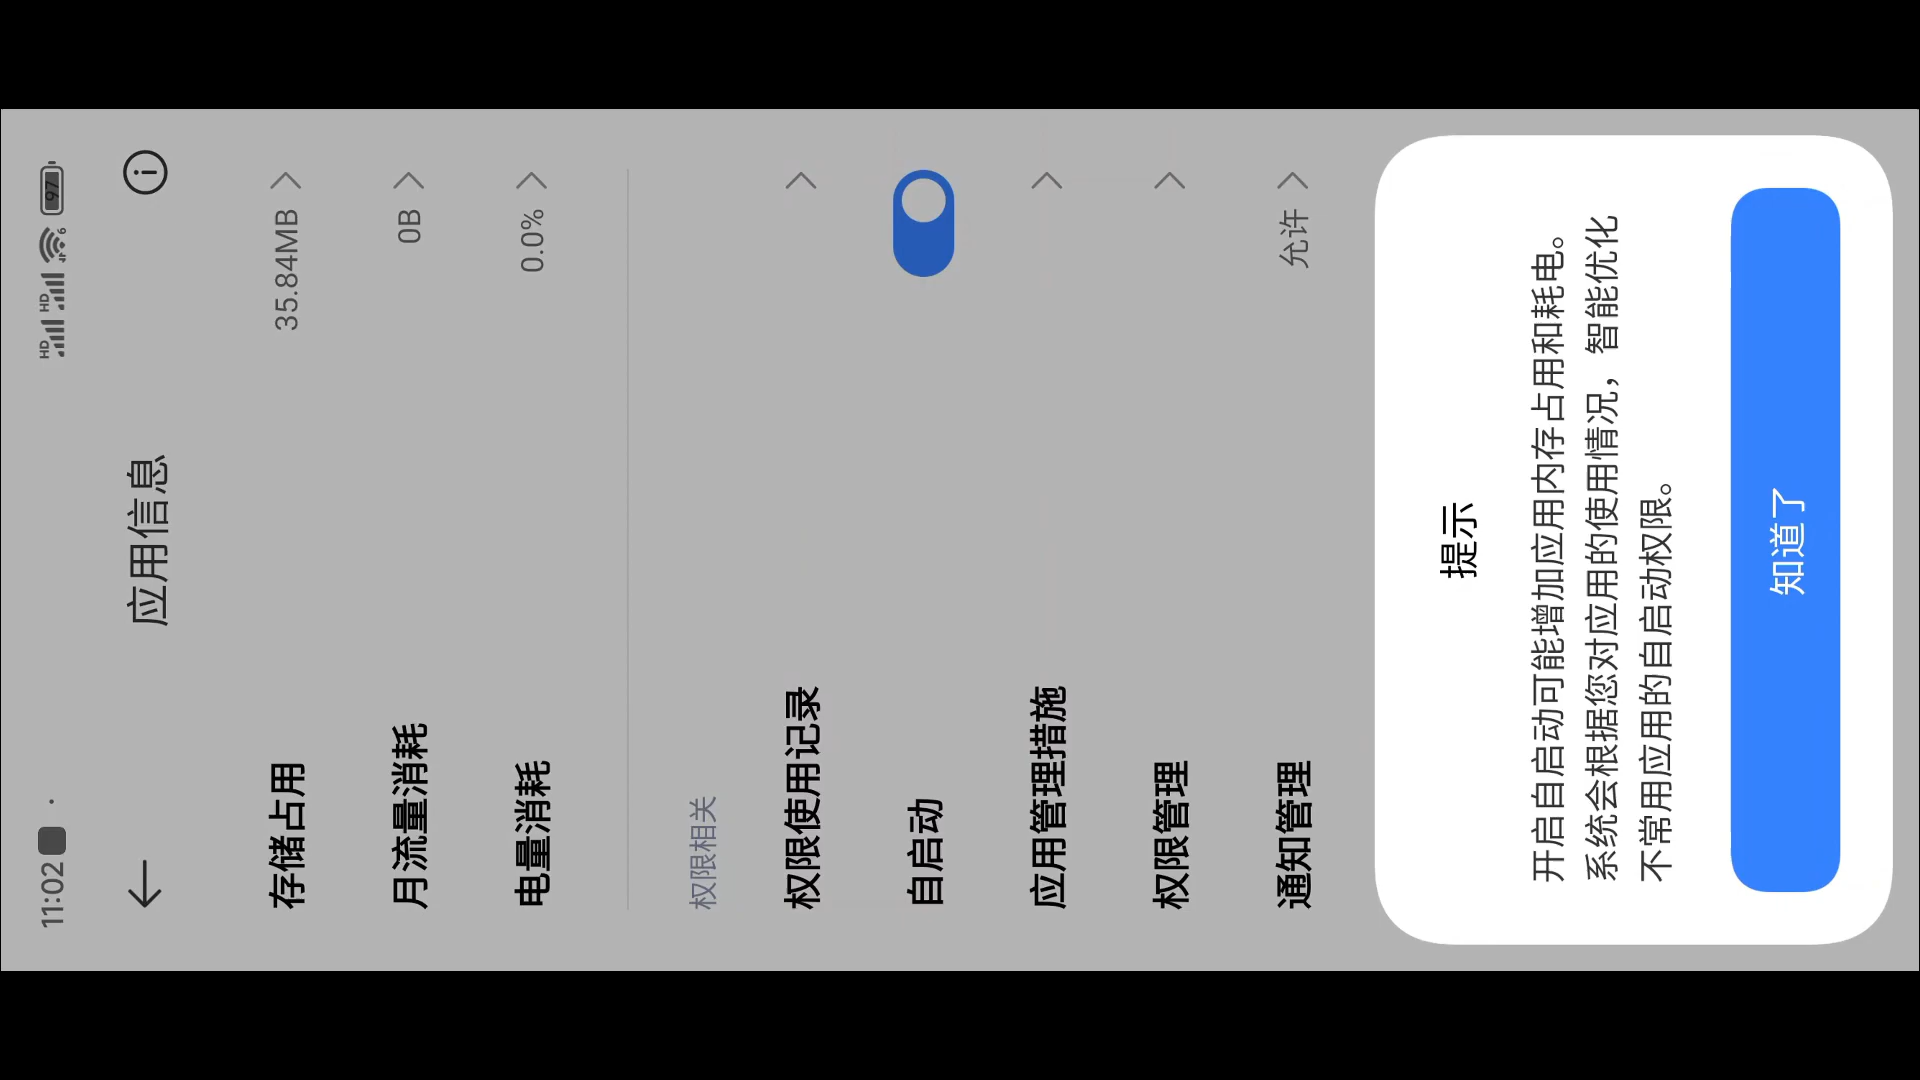 11:02
HD HD 6 97
应用信息
存储占用 35.84MB
月流量消耗 0B
电量消耗 0.0%
权限相关
权限使用记录
自启动
应用管理措施
权限管理
通知管理 允许
提示
开启自启动可能增加应用内存占用和耗电。
系统会根据您对应用的使用情况，智能优化
不常用应用的自启动权限。
知道了